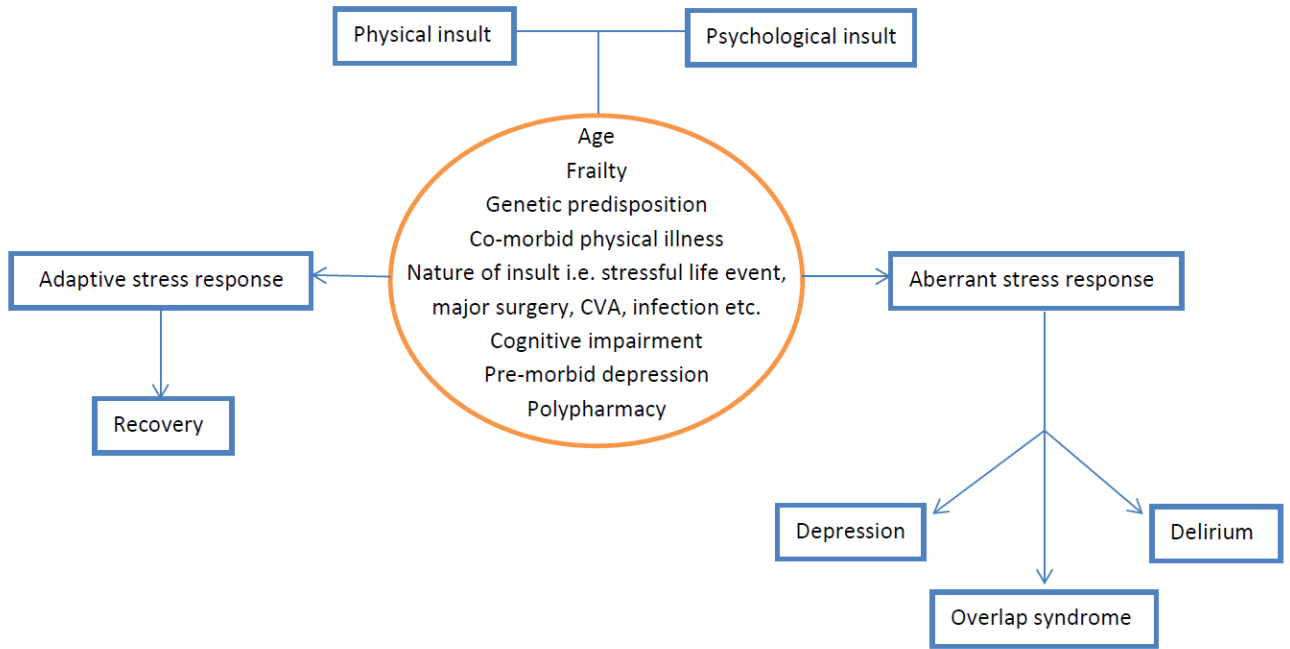 Physical insult
Psychological insult
Age
Frailty
Genetic predisposition
Co-morbid physical illness
Nature of insult i.e. stressful life event,
major surgery, CVA, infection etc.
Cognitive impairment
Pre-morbid depression
Polypharmacy
Adaptive stress response
Aberrant stress response
Recovery
Depression
Delirium
Overlap syndrome